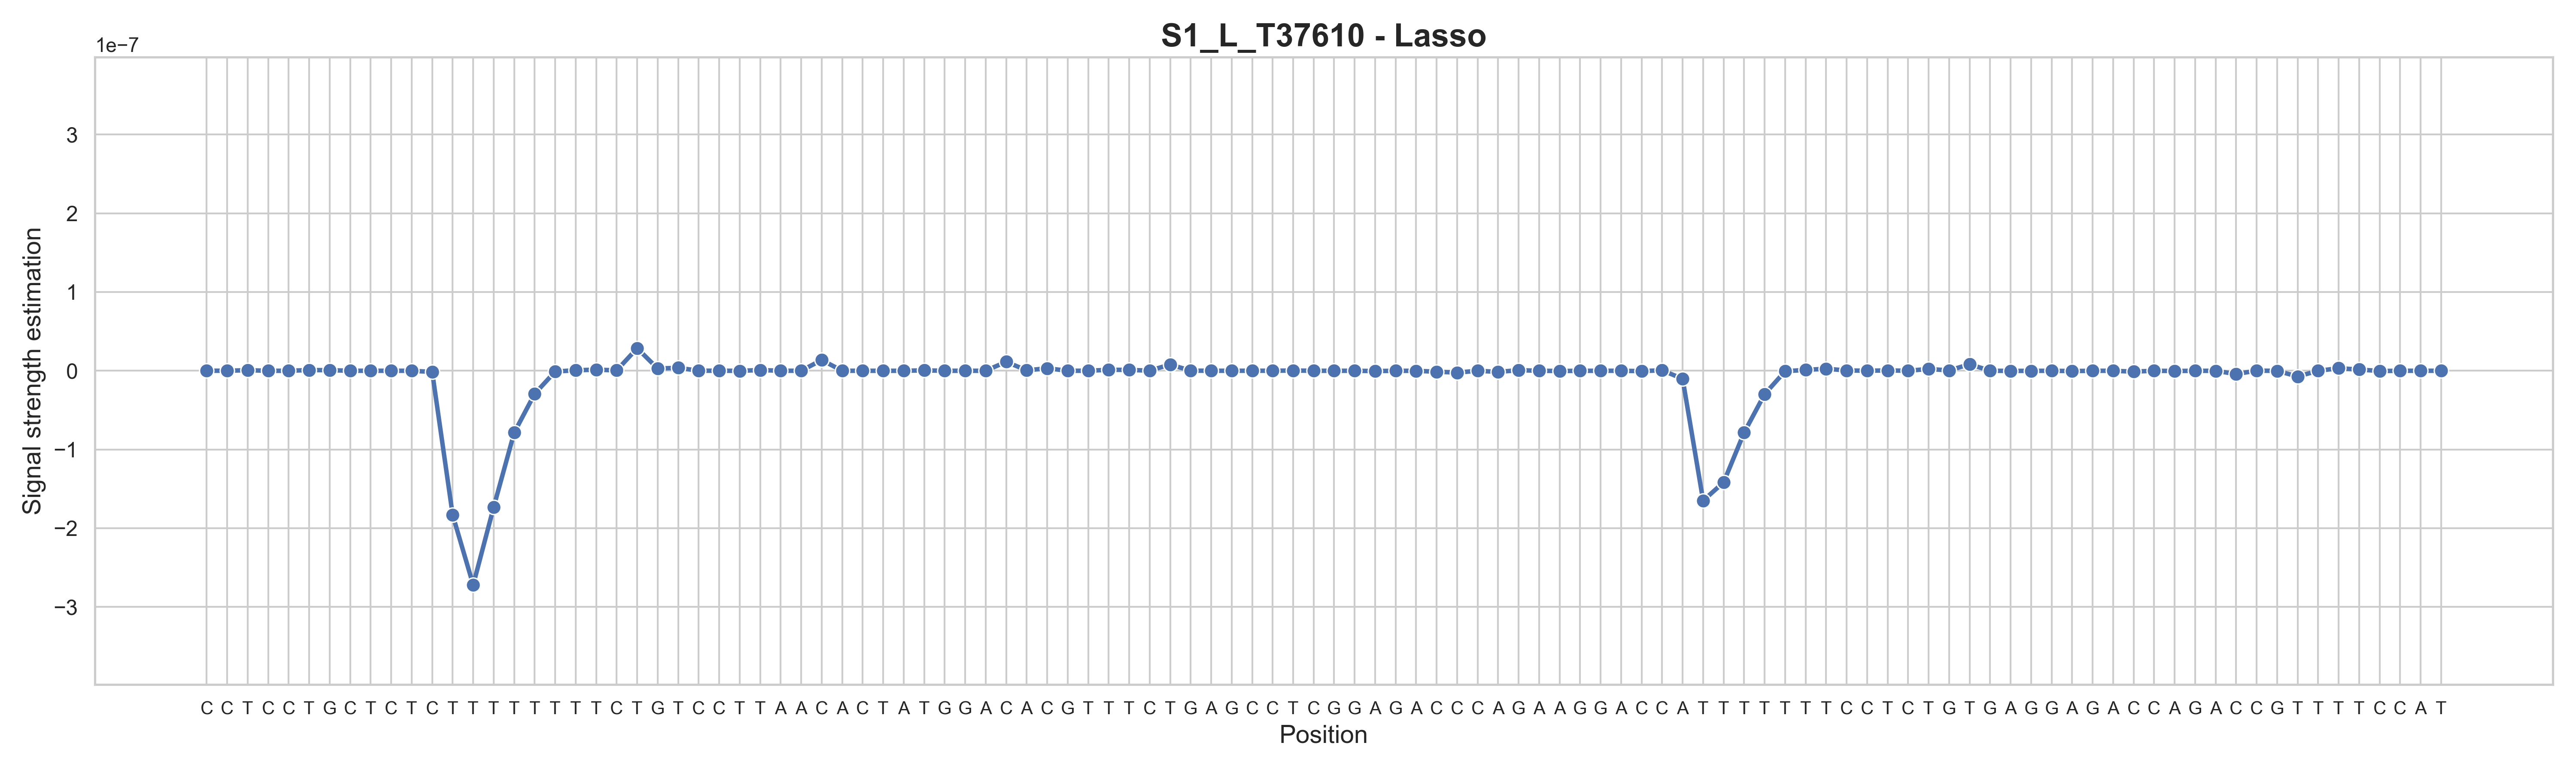 S1_L_T37610 - Lasso
1e−7
Signal strength estimation
3
2
1
0
−1
−2
−3
C C T C C T G C T C T C T T T T T T T T C T G T C C T T A A C A C T A T G G A C A C G T T T C T G A G C C T C G G A G A C C C A G A A G G A C C A T T T T T T T C C T C T G T G A G G A G A C C A G A C C G T T T T C C A T
Position